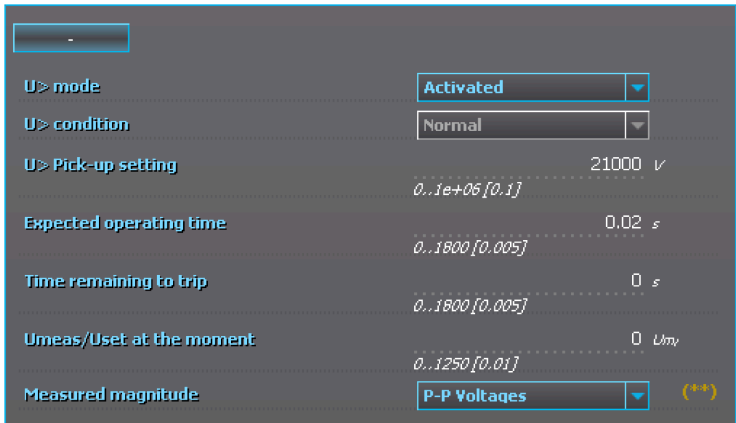 -
U> mode Activated
U> condition Normal
U> Pick-up setting 21000 V
0..1e+06 [0.1]
Expected operating time 0.02 s
0..1800 [0.005]
Time remaining to trip 0 s
0..1800 [0.005]
Umeas/Uset at the moment 0 Um/
0..1250 [0.01]
Measured magnitude P-P Voltages (**)